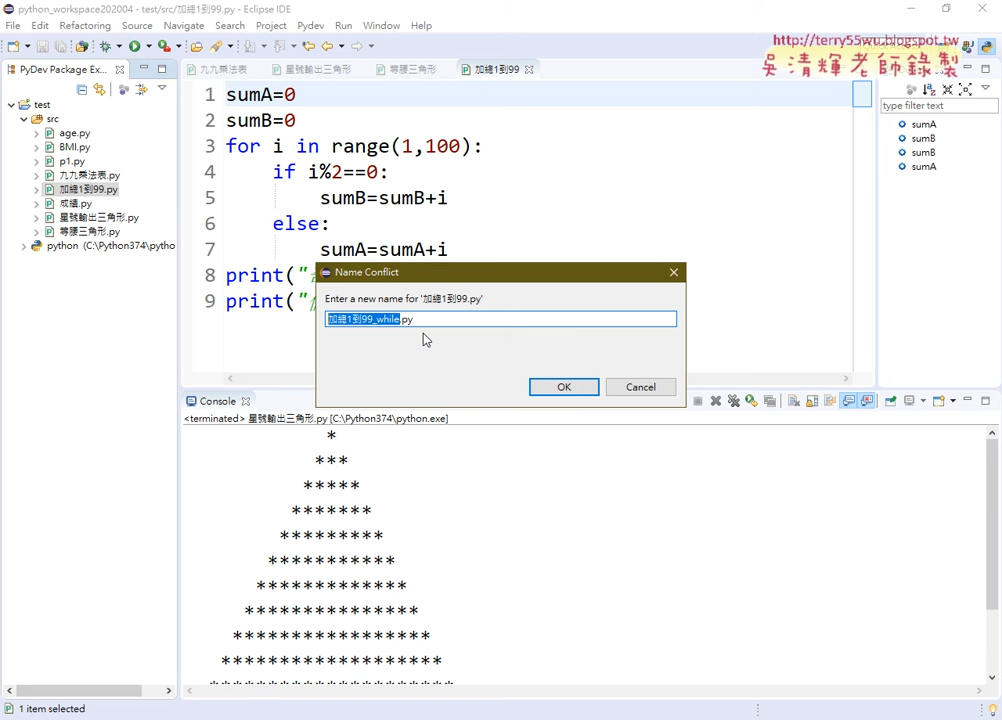 python_workspace202004 - test/src/加總1到99.py - Eclipse IDE
File Edit Refactoring Source Navigate Search Project Pydev Run Window Help
http://terry55wu.blogspot.tw
吳清輝老師錄製
PyDev Package Ex...
九九乘法表
星號輸出三角形
等腰三角形
加總1到99
test
src
age.py
BMI.py
p1.py
九九乘法表.py
加總1到99.py
成績.py
星號輸出三角形.py
等腰三角形.py
python (C:\Python374\pytho
1 sumA=0
2 sumB=0
3 for i in range(1,100):
4 if i%2==0:
5 sumB=sumB+i
6 else:
7 sumA=sumA+i
8 print("
9 print("
type filter text
sumA
sumB
sumB
sumA
Name Conflict
Enter a new name for '加總1到99.py'
加總1到99_while.py
OK Cancel
Console
<terminated> 星號輸出三角形.py [C:\Python374\python.exe]
*
***
*****
*******
*********
***********
*************
***************
*****************
*******************
*********************
1 item selected